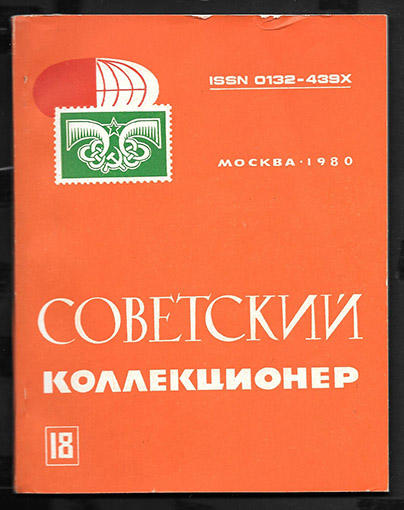 ISSN 0132-439X
МОСКВА · 1980
СОВЕТСКИЙ
КОЛЛЕКЦИОНЕР
18